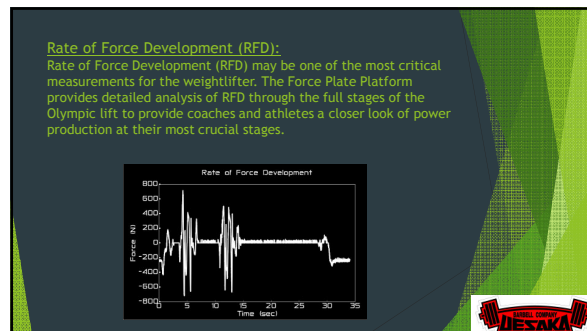 Rate of Force Development (RFD):
Rate of Force Development (RFD) may be one of the most critical
measurements for the weightlifter. The Force Plate Platform
provides detailed analysis of RFD through the full stages of the
Olympic lift to provide coaches and athletes a closer look of power
production at their most crucial stages.
Rate of Force Development
Force (N)
800
600
400
200
0
-200
-400
-600
-800
0 5 10 15 20 25 30 35
Time (sec)
BARBELL COMPANY
UESAKA